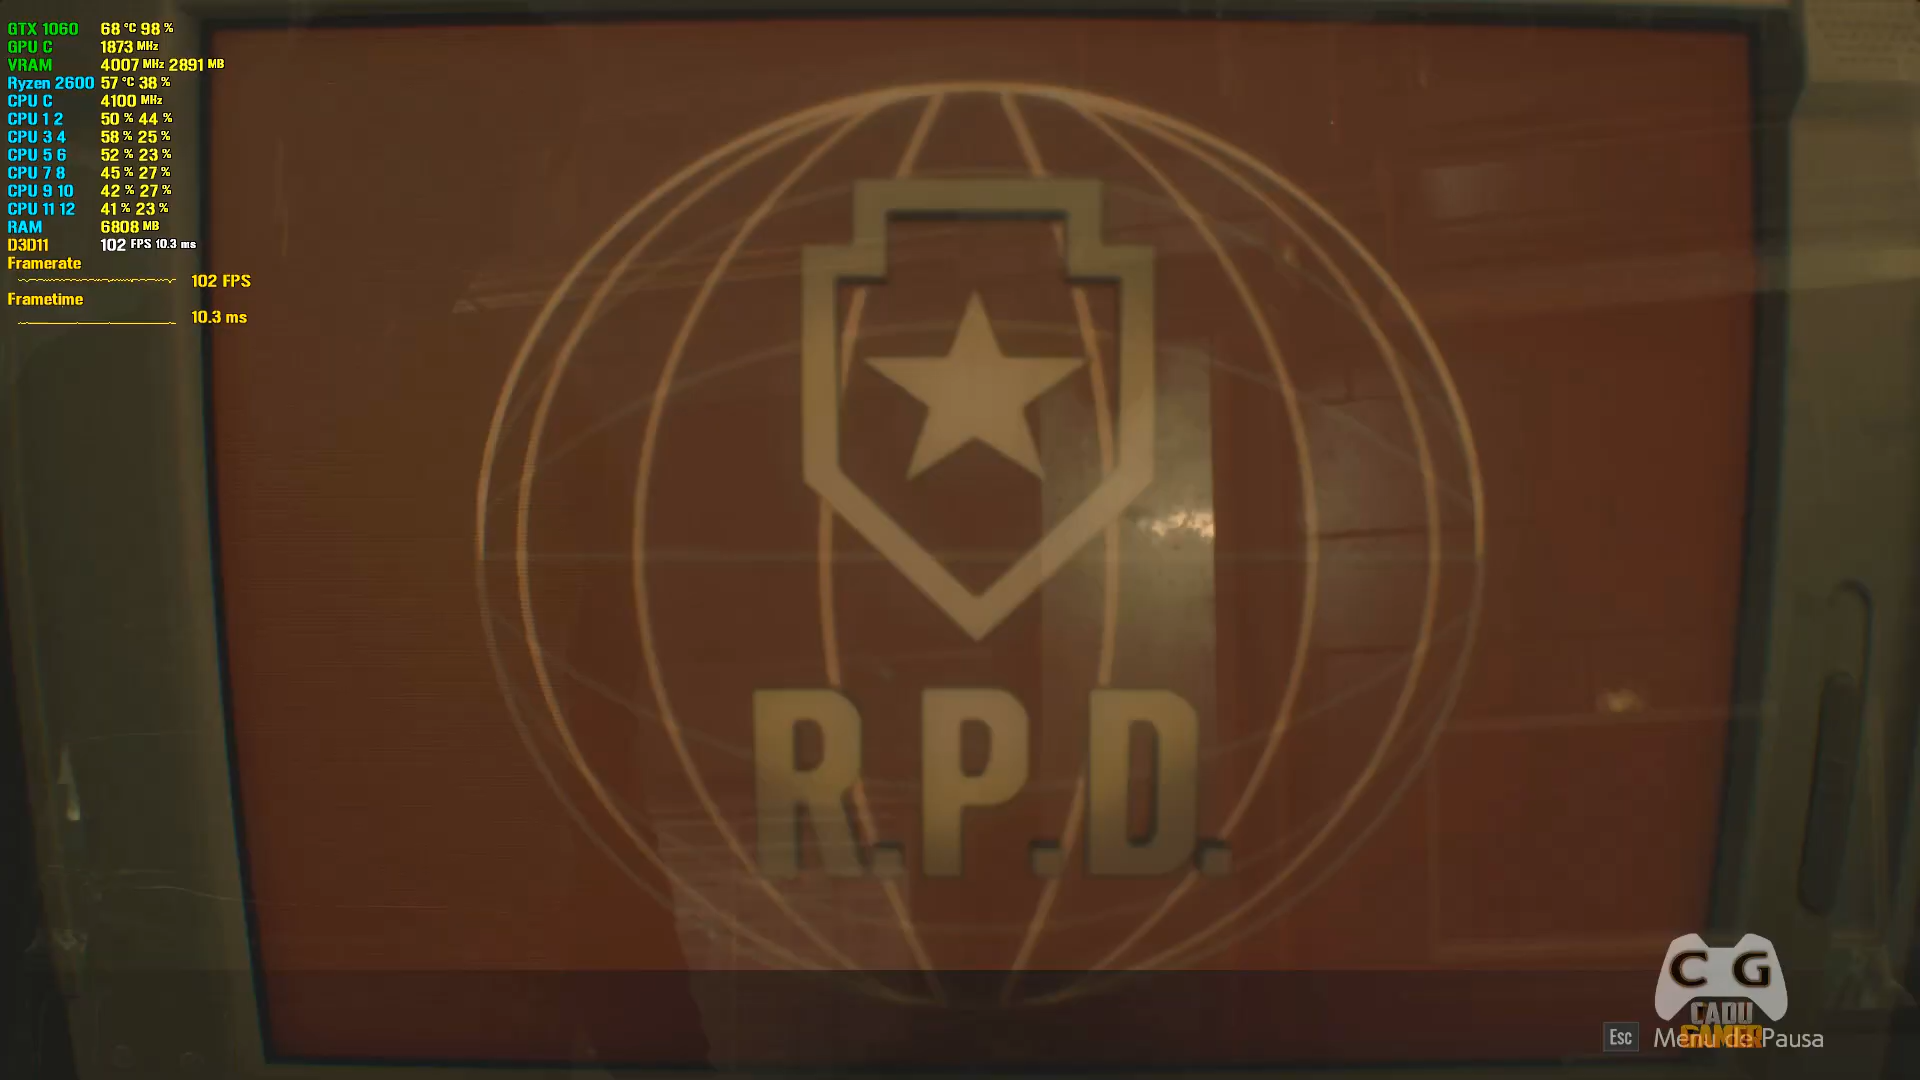 GTX 1060 68 °C 98 %
GPU C 1873 MHz
VRAM 4007 MHz 2891 MB
Ryzen 2600 57 °C 38 %
CPU C 4100 MHz
CPU 1 2 50 % 44 %
CPU 3 4 58 % 25 %
CPU 5 6 52 % 23 %
CPU 7 8 45 % 27 %
CPU 9 10 42 % 27 %
CPU 11 12 41 % 23 %
RAM 6808 MB
D3D11 102 FPS 10.3 ms
Framerate
102 FPS
Frametime
10.3 ms
R.P.D.
C G
CADU
GAMER
Esc Menu de Pausa